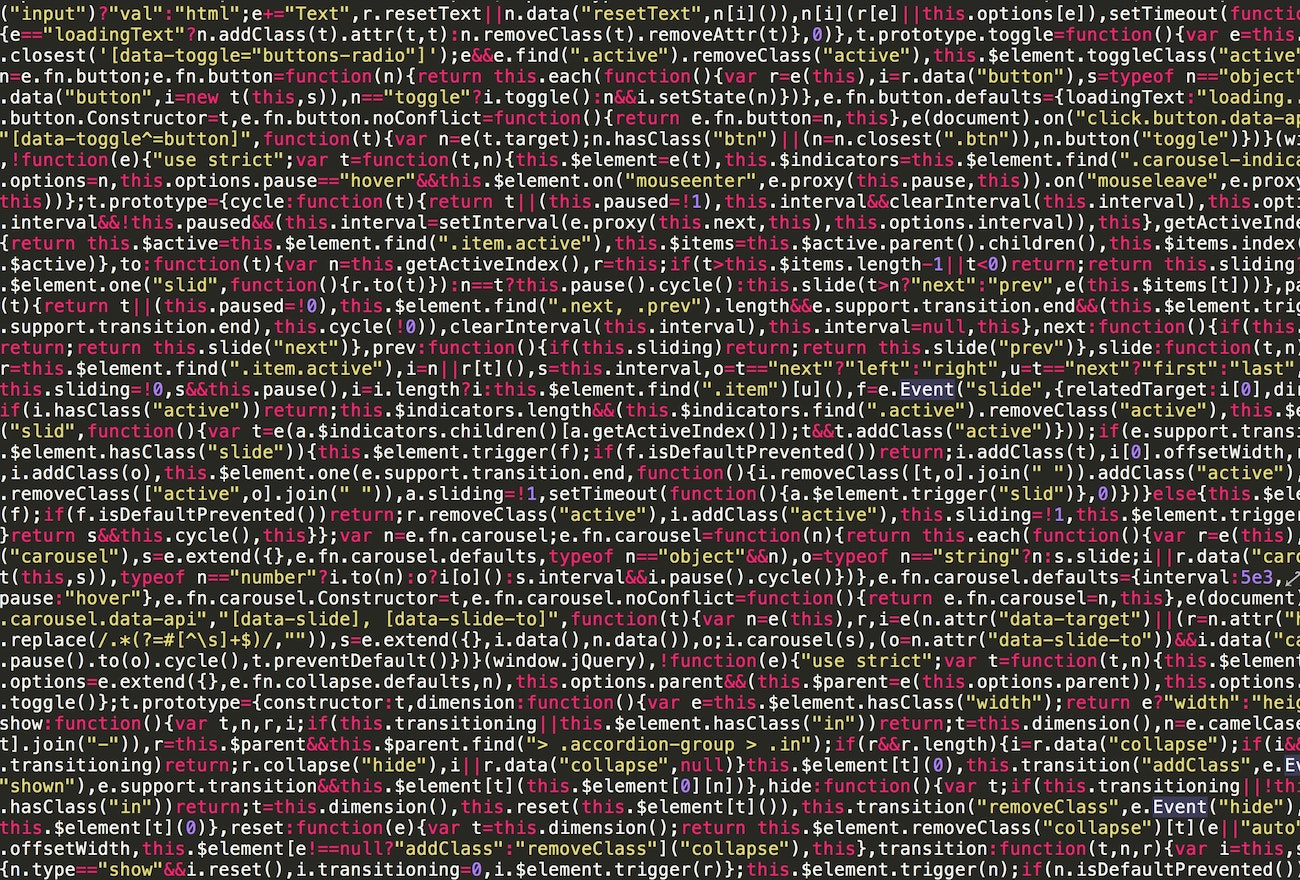 ("input")?"val":"html";e+="Text",r.resetText||n.data("resetText",n[i]()),n[i](r[e]||this.options[e]),setTimeout(functi
{e=="loadingText"?n.addClass(t).attr(t,t):n.removeClass(t).removeAttr(t)},0)},t.prototype.toggle=function(){var e=this.
.closest('[data-toggle="buttons-radio"]');e&&e.find(".active").removeClass("active"),this.$element.toggleClass("active"
n=e.fn.button;e.fn.button=function(n){return this.each(function(){var r=e(this),i=r.data("button"),s=typeof n=="object"
.data("button",i=new t(this,s)),n=="toggle"?i.toggle():n&&i.setState(n)})},e.fn.button.defaults={loadingText:"loading.
.button.Constructor=t,e.fn.button.noConflict=function(){return e.fn.button=n,this},e(document).on("click.button.data-ap
"[data-toggle^=button]",function(t){var n=e(t.target);n.hasClass("btn")||(n=n.closest(".btn")),n.button("toggle")})}(wi
,!function(e){"use strict";var t=function(t,n){this.$element=e(t),this.$indicators=this.$element.find(".carousel-indica
.options=n,this.options.pause=="hover"&&this.$element.on("mouseenter",e.proxy(this.pause,this)).on("mouseleave",e.proxy
this))};t.prototype={cycle:function(t){return t||(this.paused=!1),this.interval&&clearInterval(this.interval),this.opti
.interval&&!this.paused&&(this.interval=setInterval(e.proxy(this.next,this),this.options.interval)),this},getActiveInde
{return this.$active=this.$element.find(".item.active"),this.$items=this.$active.parent().children(),this.$items.index(
.$active)},to:function(t){var n=this.getActiveIndex(),r=this;if(t>this.$items.length-1||t<0)return;return this.sliding?
.$element.one("slid",function(){r.to(t)}):n==t?this.pause().cycle():this.slide(t>n?"next":"prev",e(this.$items[t]))},pa
(t){return t||(this.paused=!0),this.$element.find(".next, .prev").length&&e.support.transition.end&&(this.$element.trig
.support.transition.end),this.cycle(!0)),clearInterval(this.interval),this.interval=null,this},next:function(){if(this.
return;return this.slide("next")},prev:function(){if(this.sliding)return;return this.slide("prev")},slide:function(t,n)
r=this.$element.find(".item.active"),i=n||r[t](),s=this.interval,o=t=="next"?"left":"right",u=t=="next"?"first":"last",
this.sliding=!0,s&&this.pause(),i=i.length?i:this.$element.find(".item")[u](),f=e.Event("slide",{relatedTarget:i[0],dir
if(i.hasClass("active"))return;this.$indicators.length&&(this.$indicators.find(".active").removeClass("active"),this.$e
("slid",function(){var t=e(a.$indicators.children()[a.getActiveIndex()]);t&&t.addClass("active")}));if(e.support.transi
.$element.hasClass("slide")){this.$element.trigger(f);if(f.isDefaultPrevented())return;i.addClass(t),i[0].offsetWidth,r
,i.addClass(o),this.$element.one(e.support.transition.end,function(){i.removeClass([t,o].join(" ")).addClass("active"),
.removeClass(["active",o].join(" ")),a.sliding=!1,setTimeout(function(){a.$element.trigger("slid")},0)})}else{this.$ele
(f);if(f.isDefaultPrevented())return;r.removeClass("active"),i.addClass("active"),this.sliding=!1,this.$element.trigger
}return s&&this.cycle(),this}};var n=e.fn.carousel;e.fn.carousel=function(n){return this.each(function(){var r=e(this),
("carousel"),s=e.extend({},e.fn.carousel.defaults,typeof n=="object"&&n),o=typeof n=="string"?n:s.slide;i||r.data("caro
t(this,s)),typeof n=="number"?i.to(n):o?i[o]():s.interval&&i.pause().cycle()})},e.fn.carousel.defaults={interval:5e3,
pause:"hover"},e.fn.carousel.Constructor=t,e.fn.carousel.noConflict=function(){return e.fn.carousel=n,this},e(document)
.carousel.data-api","[data-slide], [data-slide-to]",function(t){var n=e(this),r,i=e(n.attr("data-target")||(r=n.attr("h
.replace(/.*(?=#[^\s]+$)/,"")),s=e.extend({},i.data(),n.data()),o;i.carousel(s),(o=n.attr("data-slide-to"))&&i.data("ca
.pause().to(o).cycle(),t.preventDefault()})}(window.jQuery),!function(e){"use strict";var t=function(t,n){this.$element
.options=e.extend({},e.fn.collapse.defaults,n),this.options.parent&&(this.$parent=e(this.options.parent)),this.options.
.toggle()};t.prototype={constructor:t,dimension:function(){var e=this.$element.hasClass("width");return e?"width":"heig
show:function(){var t,n,r,i;if(this.transitioning||this.$element.hasClass("in"))return;t=this.dimension(),n=e.camelCase
t].join("-")),r=this.$parent&&this.$parent.find("> .accordion-group > .in");if(r&&r.length){i=r.data("collapse");if(i&&
.transitioning)return;r.collapse("hide"),i||r.data("collapse",null)}this.$element[t](0),this.transition("addClass",e.Ev
"shown"),e.support.transition&&this.$element[t](this.$element[0][n])},hide:function(){var t;if(this.transitioning||!thi
.hasClass("in"))return;t=this.dimension(),this.reset(this.$element[t]()),this.transition("removeClass",e.Event("hide"),
this.$element[t](0)},reset:function(e){var t=this.dimension();return this.$element.removeClass("collapse")[t](e||"auto"
.offsetWidth,this.$element[e!==null?"addClass":"removeClass"]("collapse"),this},transition:function(t,n,r){var i=this,s
{n.type=="show"&&i.reset(),i.transitioning=0,i.$element.trigger(r)};this.$element.trigger(n);if(n.isDefaultPrevented())